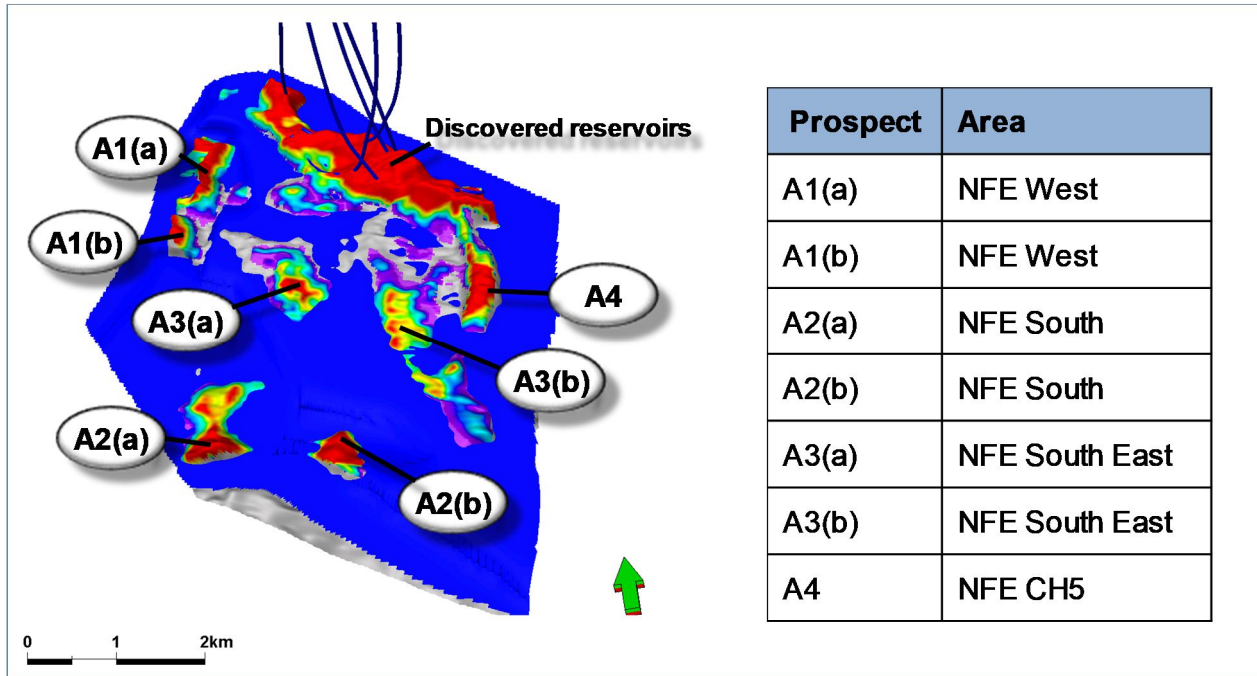 Discovered reservoirs
A1(a)
A1(b)
A3(a)
A4
A3(b)
A2(a)
A2(b)
0 1 2km
Prospect Area
A1(a) NFE West
A1(b) NFE West
A2(a) NFE South
A2(b) NFE South
A3(a) NFE South East
A3(b) NFE South East
A4 NFE CH5